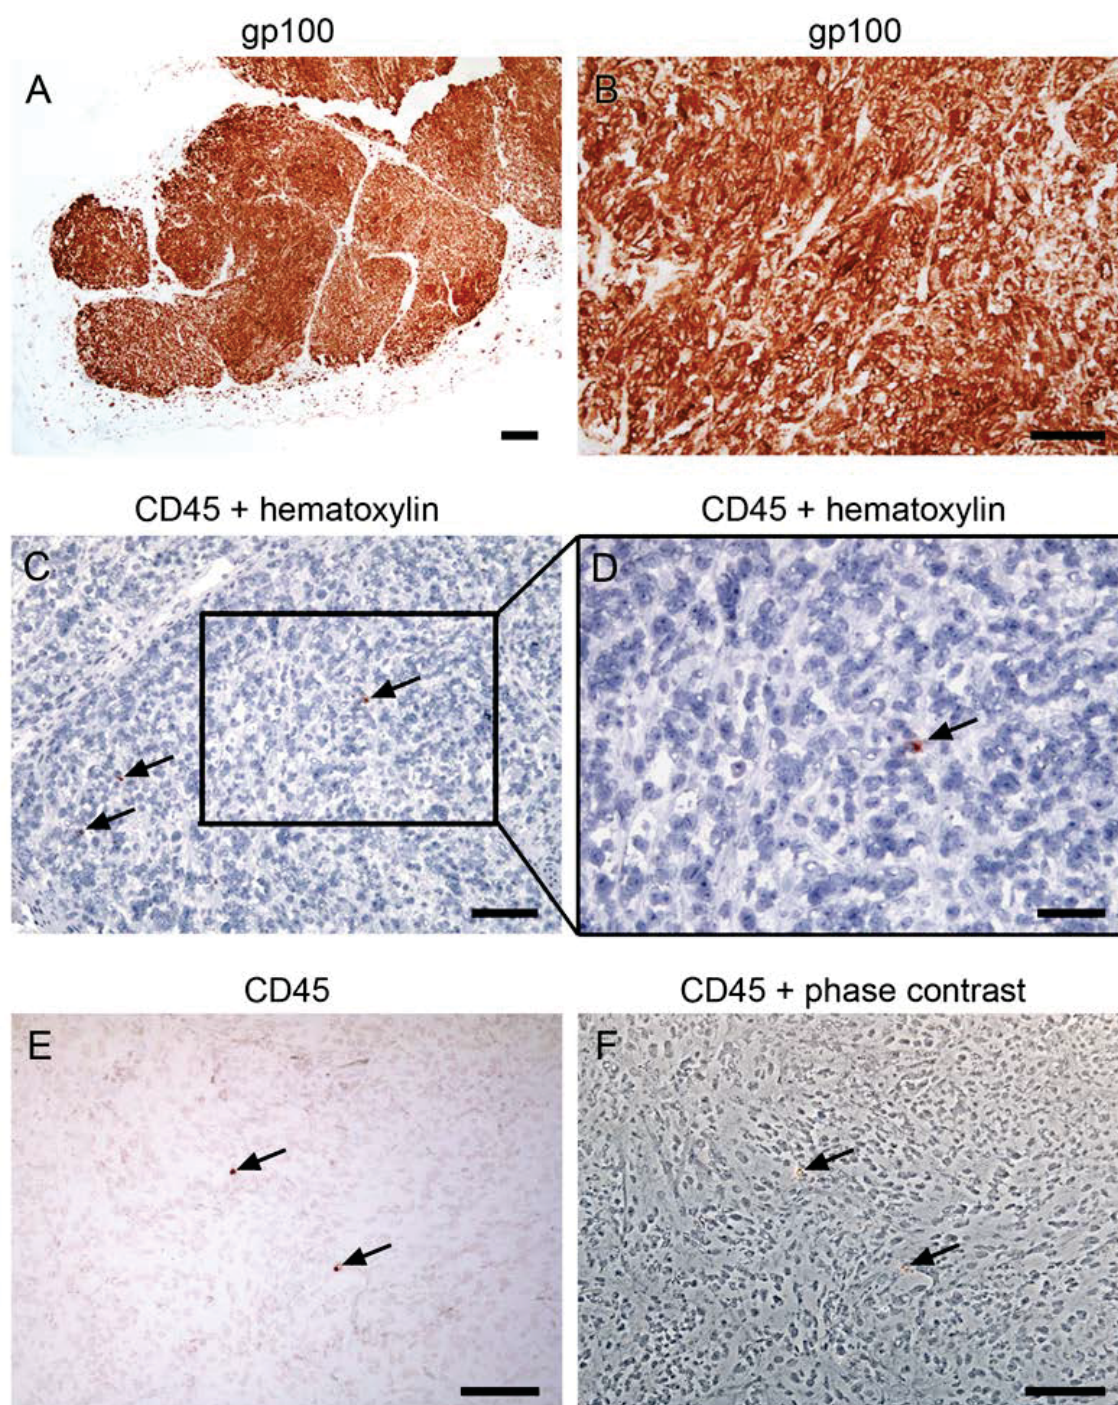 gp100
gp100
A
B
CD45 + hematoxylin
CD45 + hematoxylin
C
D
CD45
CD45 + phase contrast
E
F